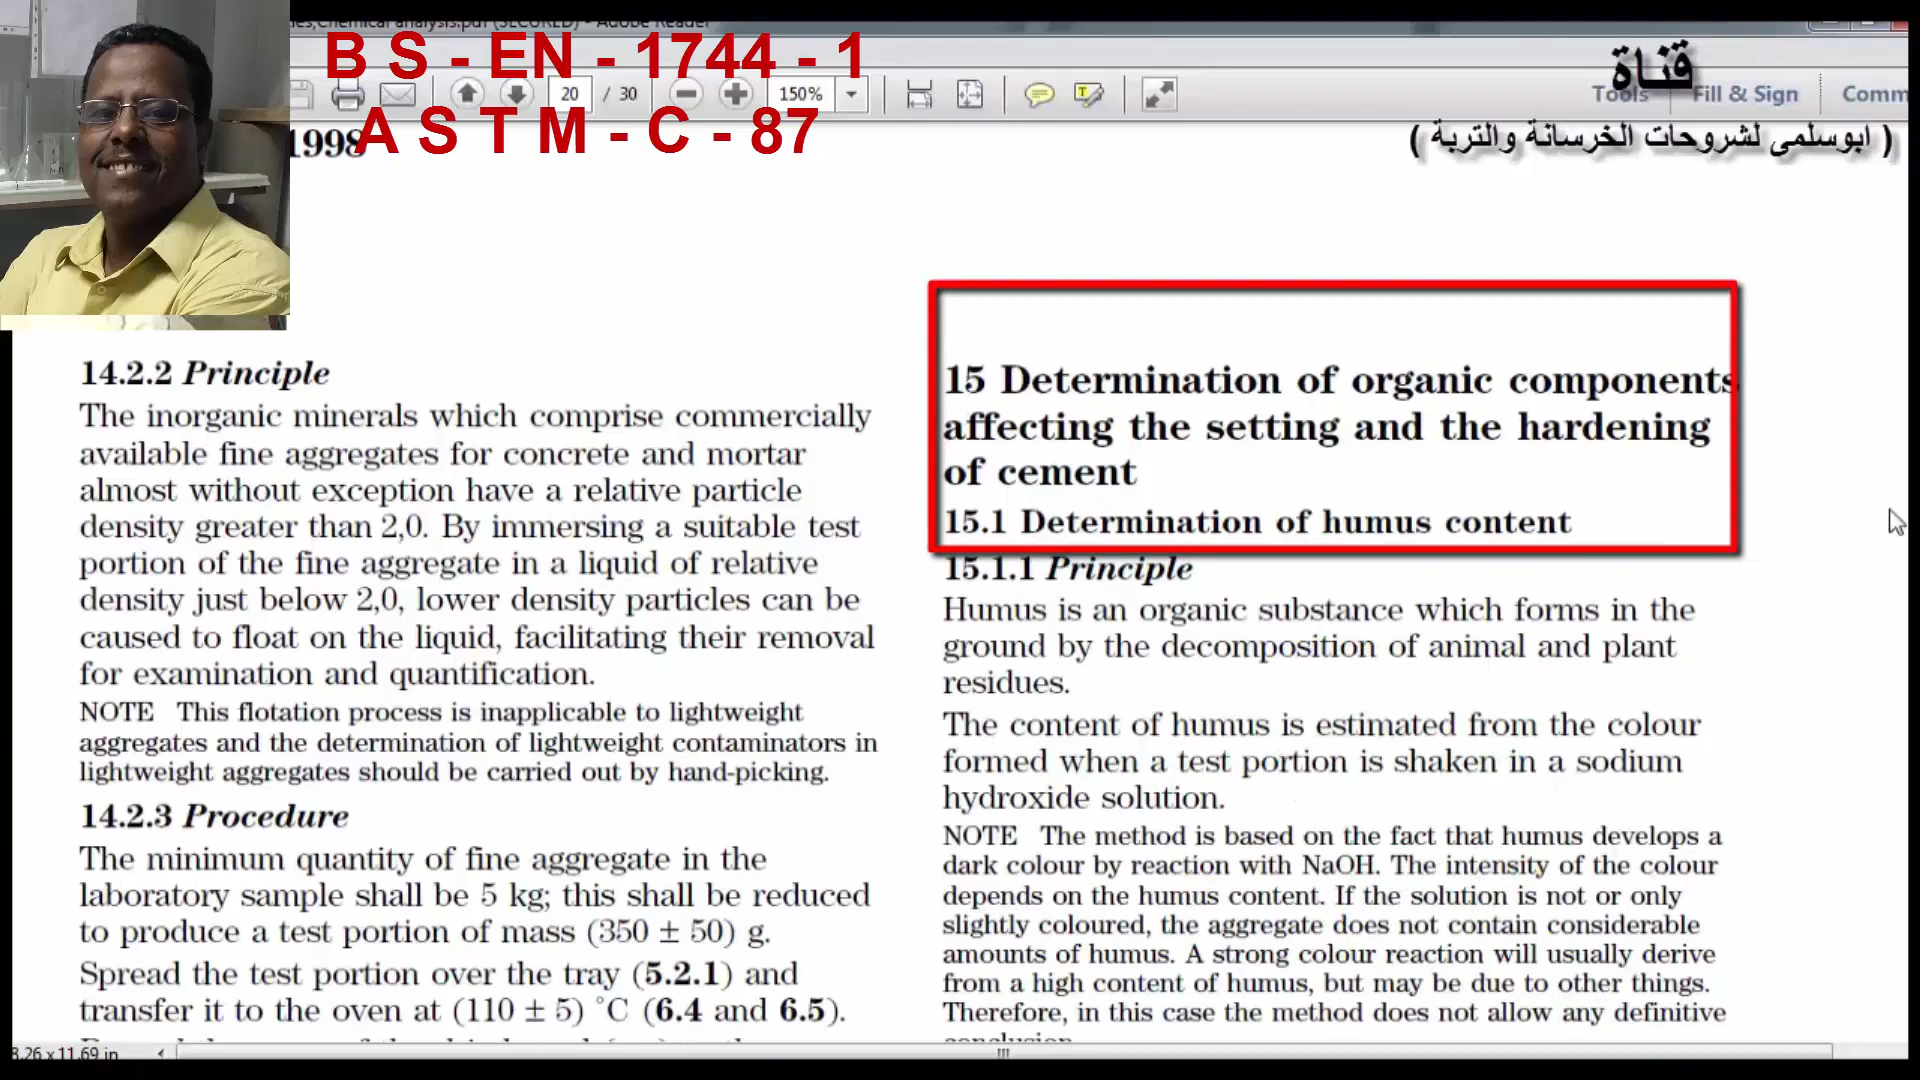 B S - EN - 1744 - 1
A S T M - C - 87
قناة
( ابوسلمى لشروحات الخرسانة والتربة )
20 / 30
150%
Tools
Fill & Sign
Comm
1998
14.2.2 Principle
The inorganic minerals which comprise commercially
available fine aggregates for concrete and mortar
almost without exception have a relative particle
density greater than 2,0. By immersing a suitable test
portion of the fine aggregate in a liquid of relative
density just below 2,0, lower density particles can be
caused to float on the liquid, facilitating their removal
for examination and quantification.
NOTE This flotation process is inapplicable to lightweight
aggregates and the determination of lightweight contaminators in
lightweight aggregates should be carried out by hand-picking.
14.2.3 Procedure
The minimum quantity of fine aggregate in the
laboratory sample shall be 5 kg; this shall be reduced
to produce a test portion of mass (350 ± 50) g.
Spread the test portion over the tray (5.2.1) and
transfer it to the oven at (110 ± 5) °C (6.4 and 6.5).
15 Determination of organic components
affecting the setting and the hardening
of cement
15.1 Determination of humus content
15.1.1 Principle
Humus is an organic substance which forms in the
ground by the decomposition of animal and plant
residues.
The content of humus is estimated from the colour
formed when a test portion is shaken in a sodium
hydroxide solution.
NOTE The method is based on the fact that humus develops a
dark colour by reaction with NaOH. The intensity of the colour
depends on the humus content. If the solution is not or only
slightly coloured, the aggregate does not contain considerable
amounts of humus. A strong colour reaction will usually derive
from a high content of humus, but may be due to other things.
Therefore, in this case the method does not allow any definitive
8.26 x 11.69 in